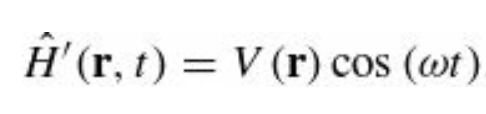 Ĥ′(r, t) = V(r) cos (ωt)